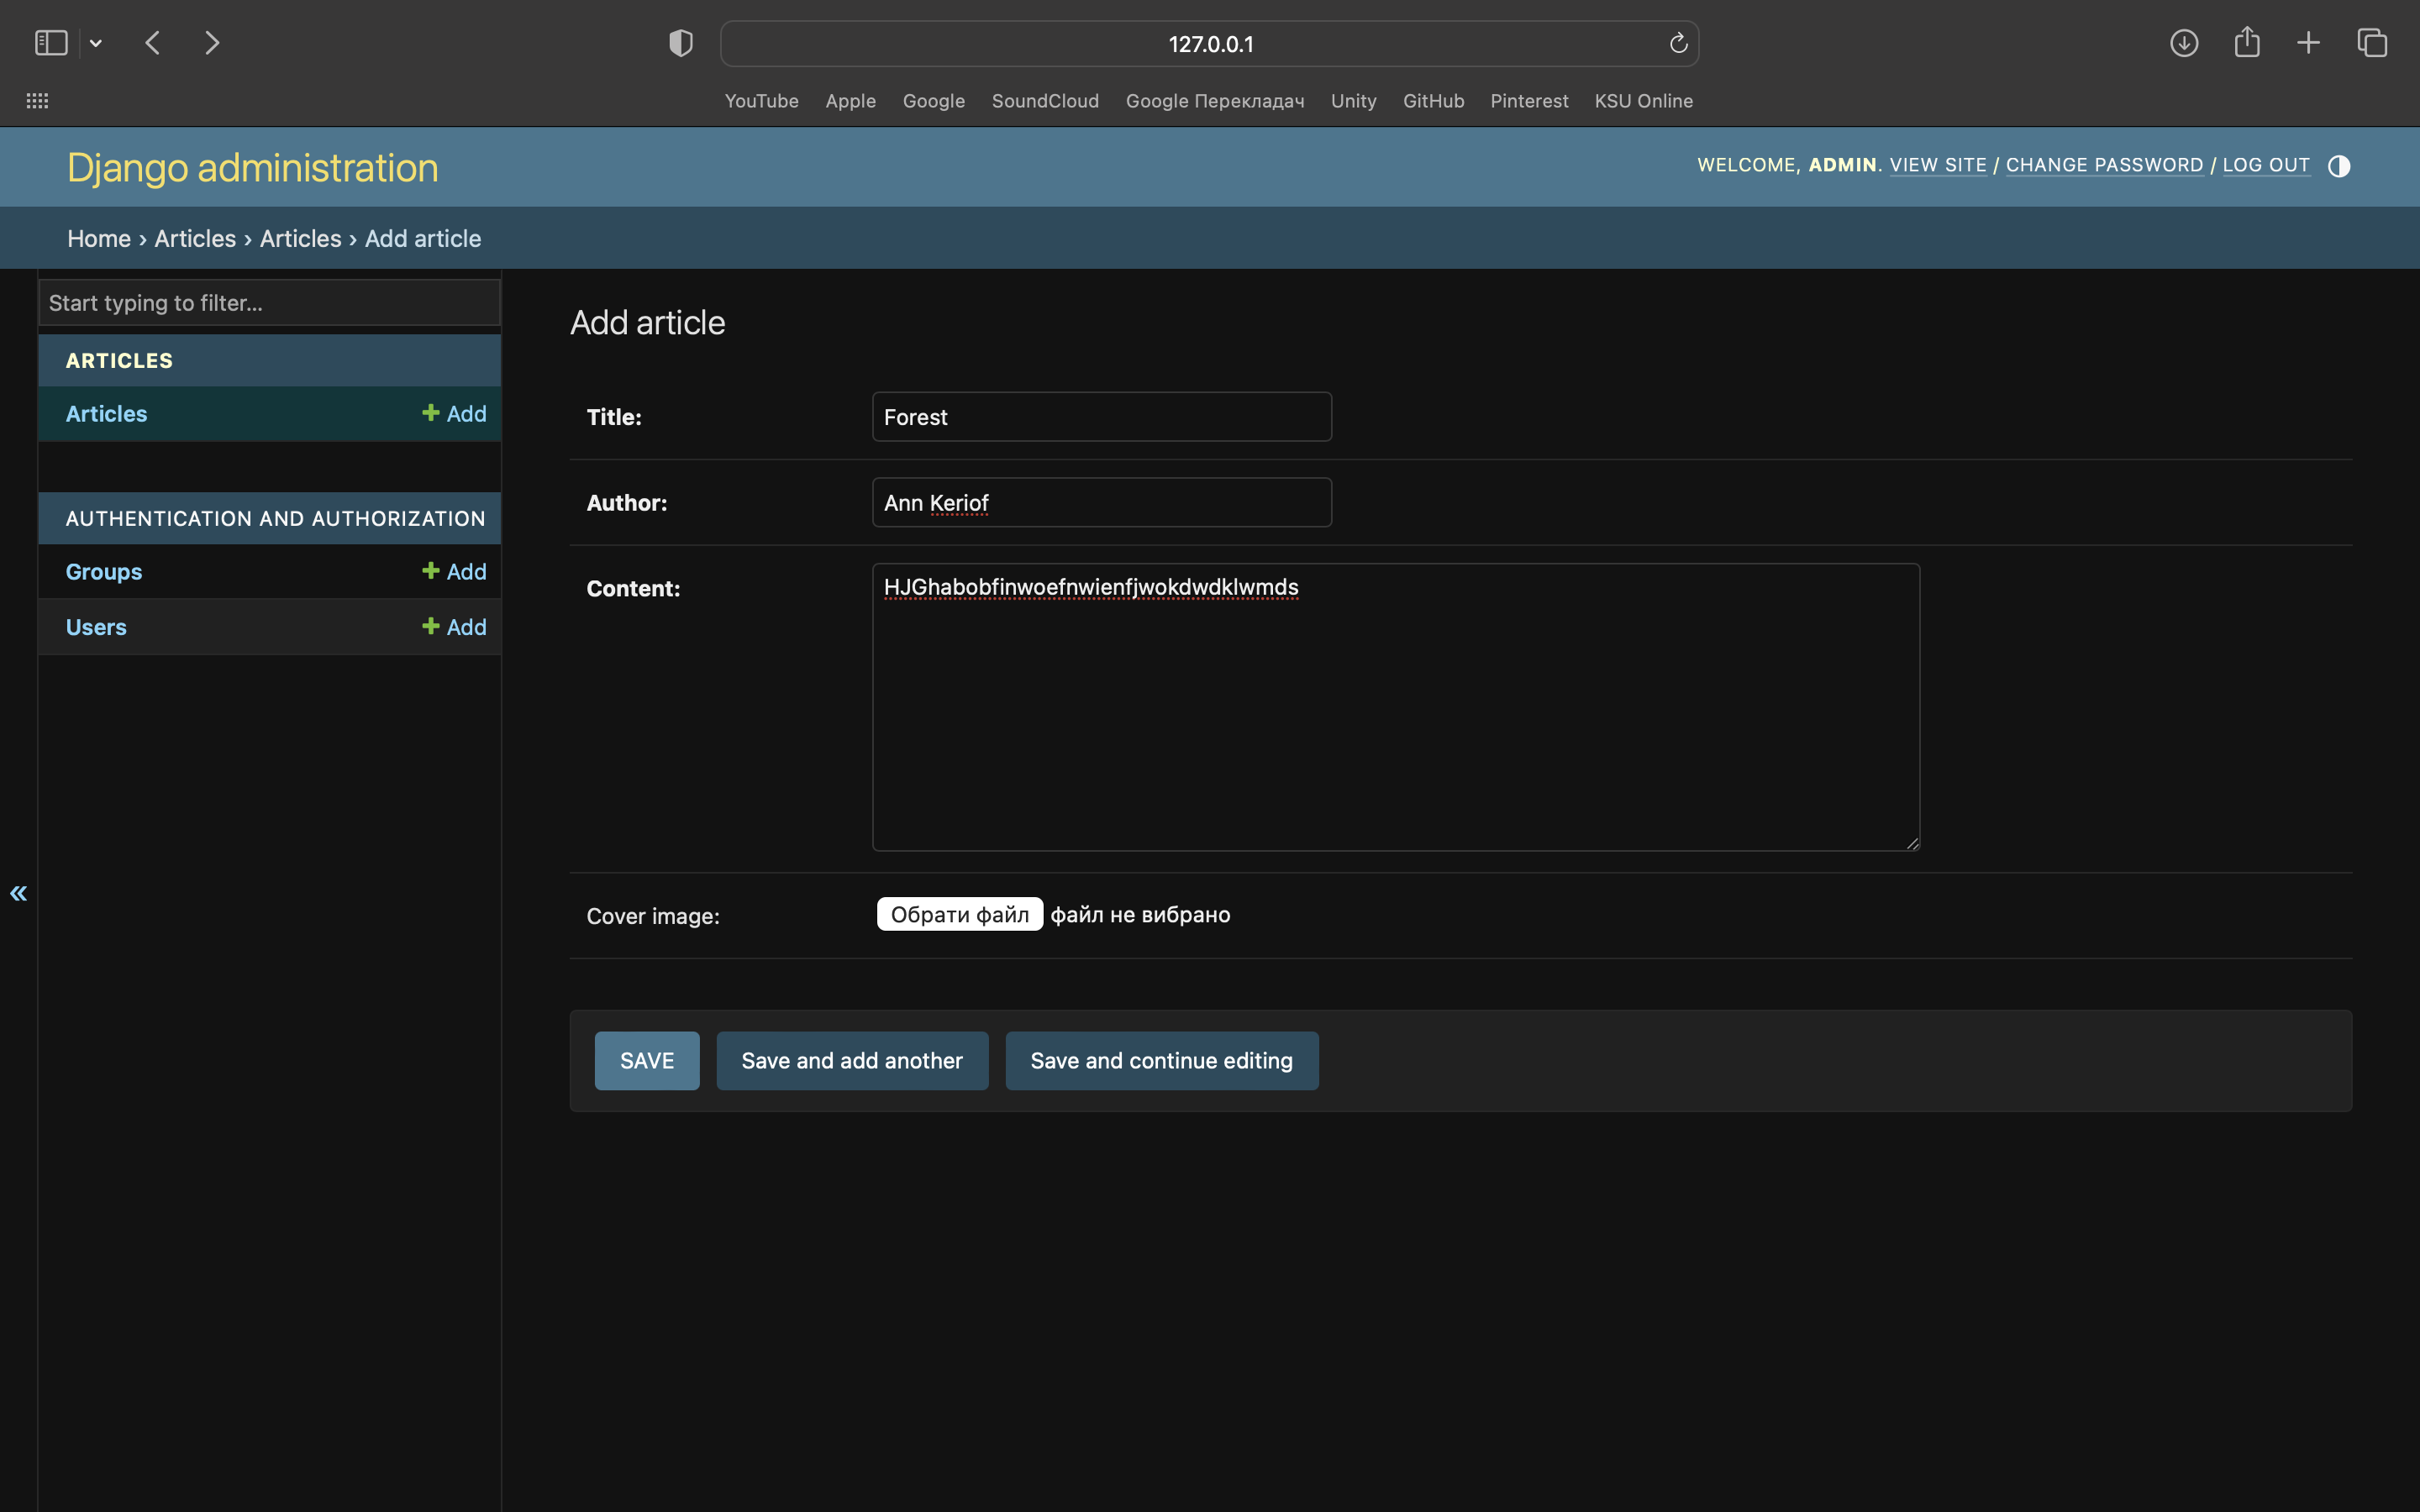 127.0.0.1
YouTube Apple Google SoundCloud Google Перекладач Unity GitHub Pinterest KSU Online
Django administration
WELCOME, ADMIN. VIEW SITE / CHANGE PASSWORD / LOG OUT
Home › Articles › Articles › Add article
Start typing to filter...
ARTICLES
Articles + Add
AUTHENTICATION AND AUTHORIZATION
Groups + Add
Users + Add
«
Add article
Title: Forest
Author: Ann Keriof
Content: HJGhabobfinwoefnwienfjwokdwdklwmds
Cover image: Обрати файл файл не вибрано
SAVE Save and add another Save and continue editing